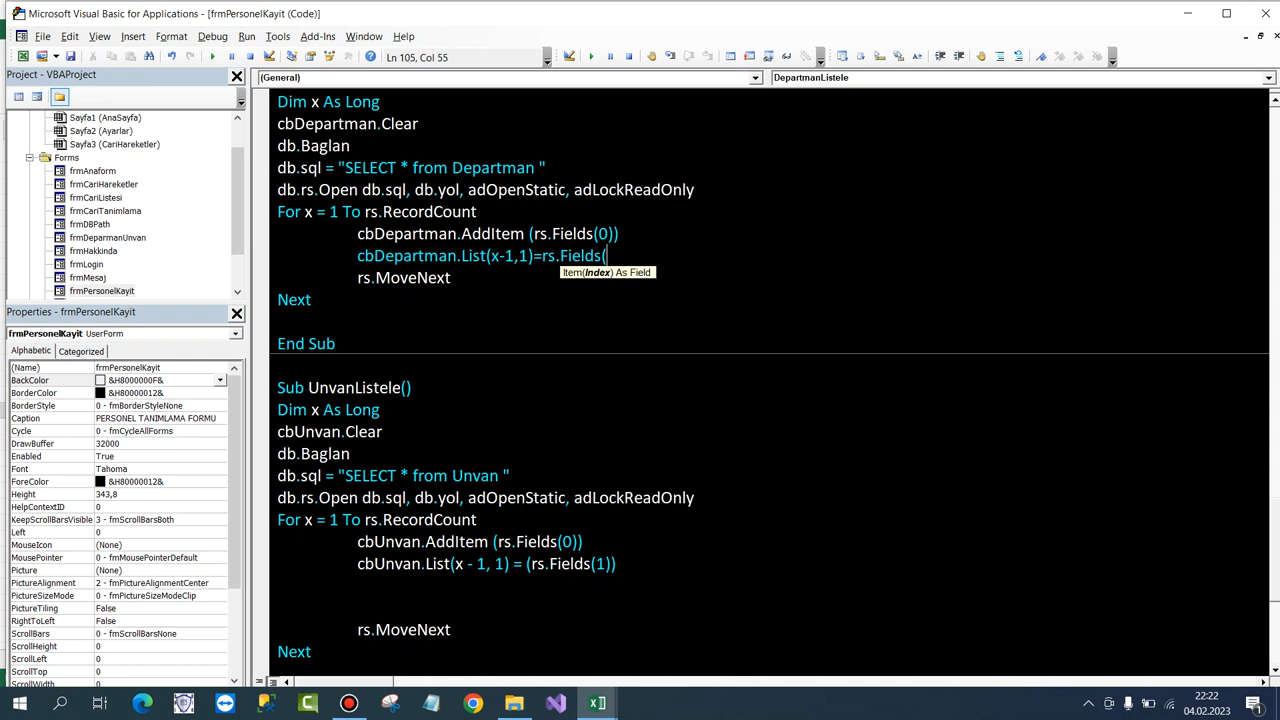 Microsoft Visual Basic for Applications - [frmPersonelKayit (Code)]
File Edit View Insert Format Debug Run Tools Add-Ins Window Help
Ln 105, Col 55
Project - VBAProject
Sayfa1 (AnaSayfa)
Sayfa2 (Ayarlar)
Sayfa3 (CariHareketler)
Forms
frmAnaform
frmCariHareketler
frmCariListesi
frmCariTanimlama
frmDBPath
frmDeparmanUnvan
frmHakkinda
frmLogin
frmMesaj
frmPersonelKayit
Properties - frmPersonelKayit
frmPersonelKayit UserForm
Alphabetic Categorized
(Name) frmPersonelKayit
BackColor &H8000000F&
BorderColor &H80000012&
BorderStyle 0 - fmBorderStyleNone
Caption PERSONEL TANIMLAMA FORMU
Cycle 0 - fmCycleAllForms
DrawBuffer 32000
Enabled True
Font Tahoma
ForeColor &H80000012&
Height 343,8
HelpContextID 0
KeepScrollBarsVisible 3 - fmScrollBarsBoth
Left 0
MouseIcon (None)
MousePointer 0 - fmMousePointerDefault
Picture (None)
PictureAlignment 2 - fmPictureAlignmentCenter
PictureSizeMode 0 - fmPictureSizeModeClip
PictureTiling False
RightToLeft False
ScrollBars 0 - fmScrollBarsNone
ScrollHeight 0
ScrollLeft 0
ScrollTop 0
ScrollWidth 0
(General) DepartmanListele
Dim x As Long
cbDepartman.Clear
db.Baglan
db.sql = "SELECT * from Departman "
db.rs.Open db.sql, db.yol, adOpenStatic, adLockReadOnly
For x = 1 To rs.RecordCount
cbDepartman.AddItem (rs.Fields(0))
cbDepartman.List(x-1,1)=rs.Fields(
Item(Index) As Field
rs.MoveNext
Next
End Sub
Sub UnvanListele()
Dim x As Long
cbUnvan.Clear
db.Baglan
db.sql = "SELECT * from Unvan "
db.rs.Open db.sql, db.yol, adOpenStatic, adLockReadOnly
For x = 1 To rs.RecordCount
cbUnvan.AddItem (rs.Fields(0))
cbUnvan.List(x - 1, 1) = (rs.Fields(1))
rs.MoveNext
Next
22:22
04.02.2023